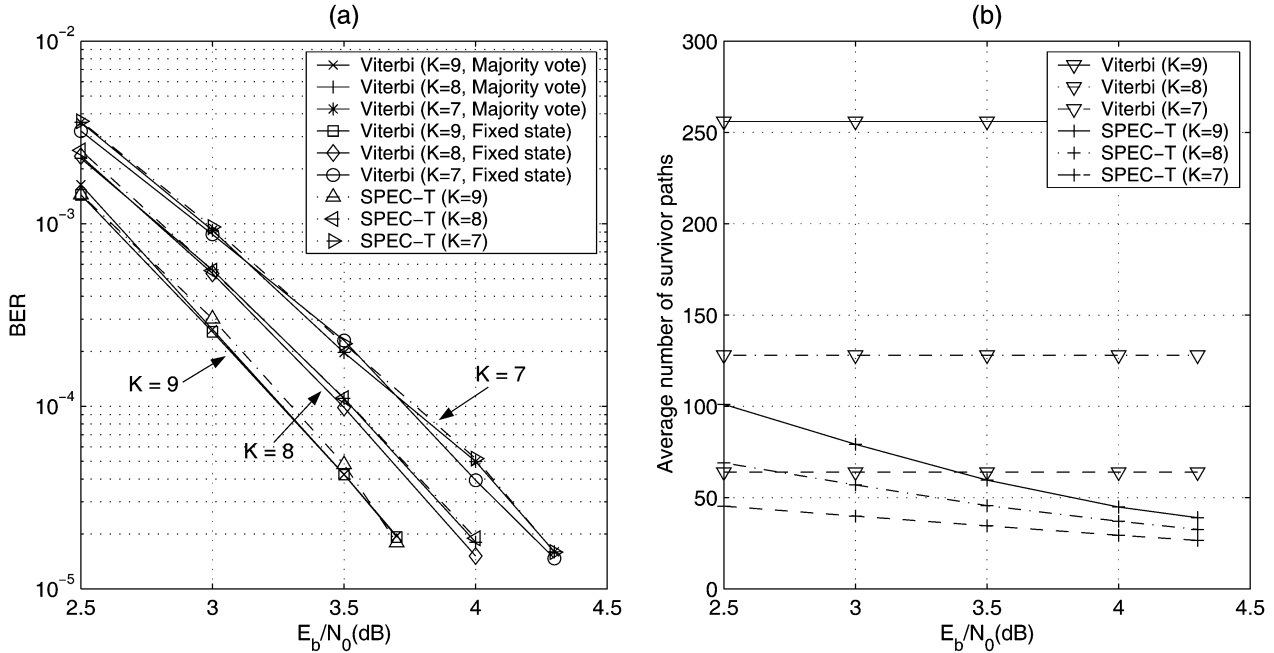 (a)
10^-2
10^-3
10^-4
10^-5
BER
2.5 3 3.5 4 4.5
E_b/N_0(dB)
Viterbi (K=9, Majority vote)
Viterbi (K=8, Majority vote)
Viterbi (K=7, Majority vote)
Viterbi (K=9, Fixed state)
Viterbi (K=8, Fixed state)
Viterbi (K=7, Fixed state)
SPEC−T (K=9)
SPEC−T (K=8)
SPEC−T (K=7)
K = 9
K = 8
K = 7
(b)
300
250
200
150
100
50
0
Average number of survivor paths
2.5 3 3.5 4 4.5
E_b/N_0(dB)
Viterbi (K=9)
Viterbi (K=8)
Viterbi (K=7)
SPEC−T (K=9)
SPEC−T (K=8)
SPEC−T (K=7)